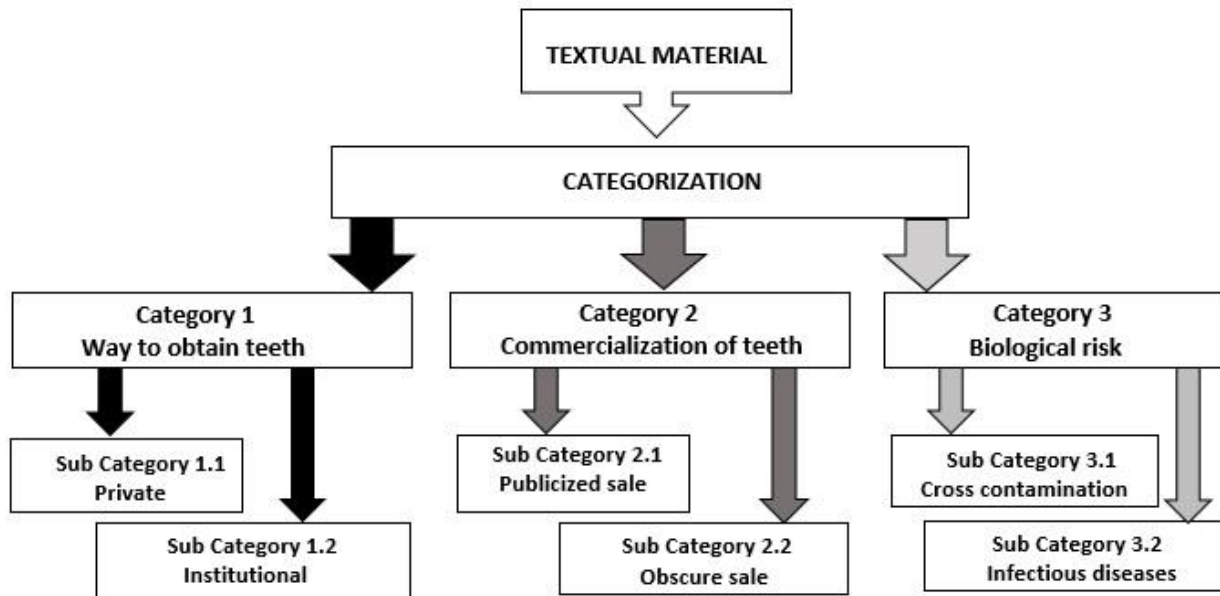 TEXTUAL MATERIAL
CATEGORIZATION
Category 1
Way to obtain teeth
Category 2
Commercialization of teeth
Category 3
Biological risk
Sub Category 1.1
Private
Sub Category 2.1
Publicized sale
Sub Category 3.1
Cross contamination
Sub Category 1.2
Institutional
Sub Category 2.2
Obscure sale
Sub Category 3.2
Infectious diseases